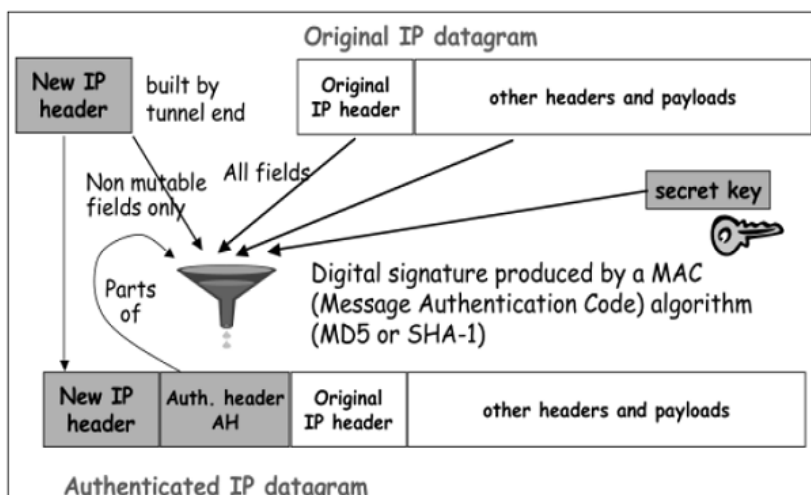 Original IP datagram
New IP
header
built by
tunnel end
Original
IP header
other headers and payloads
Non mutable
fields only
All fields
secret key
Parts
of
Digital signature produced by a MAC
(Message Authentication Code) algorithm
(MD5 or SHA-1)
New IP
header
Auth. header
AH
Original
IP header
other headers and payloads
Authenticated IP datagram